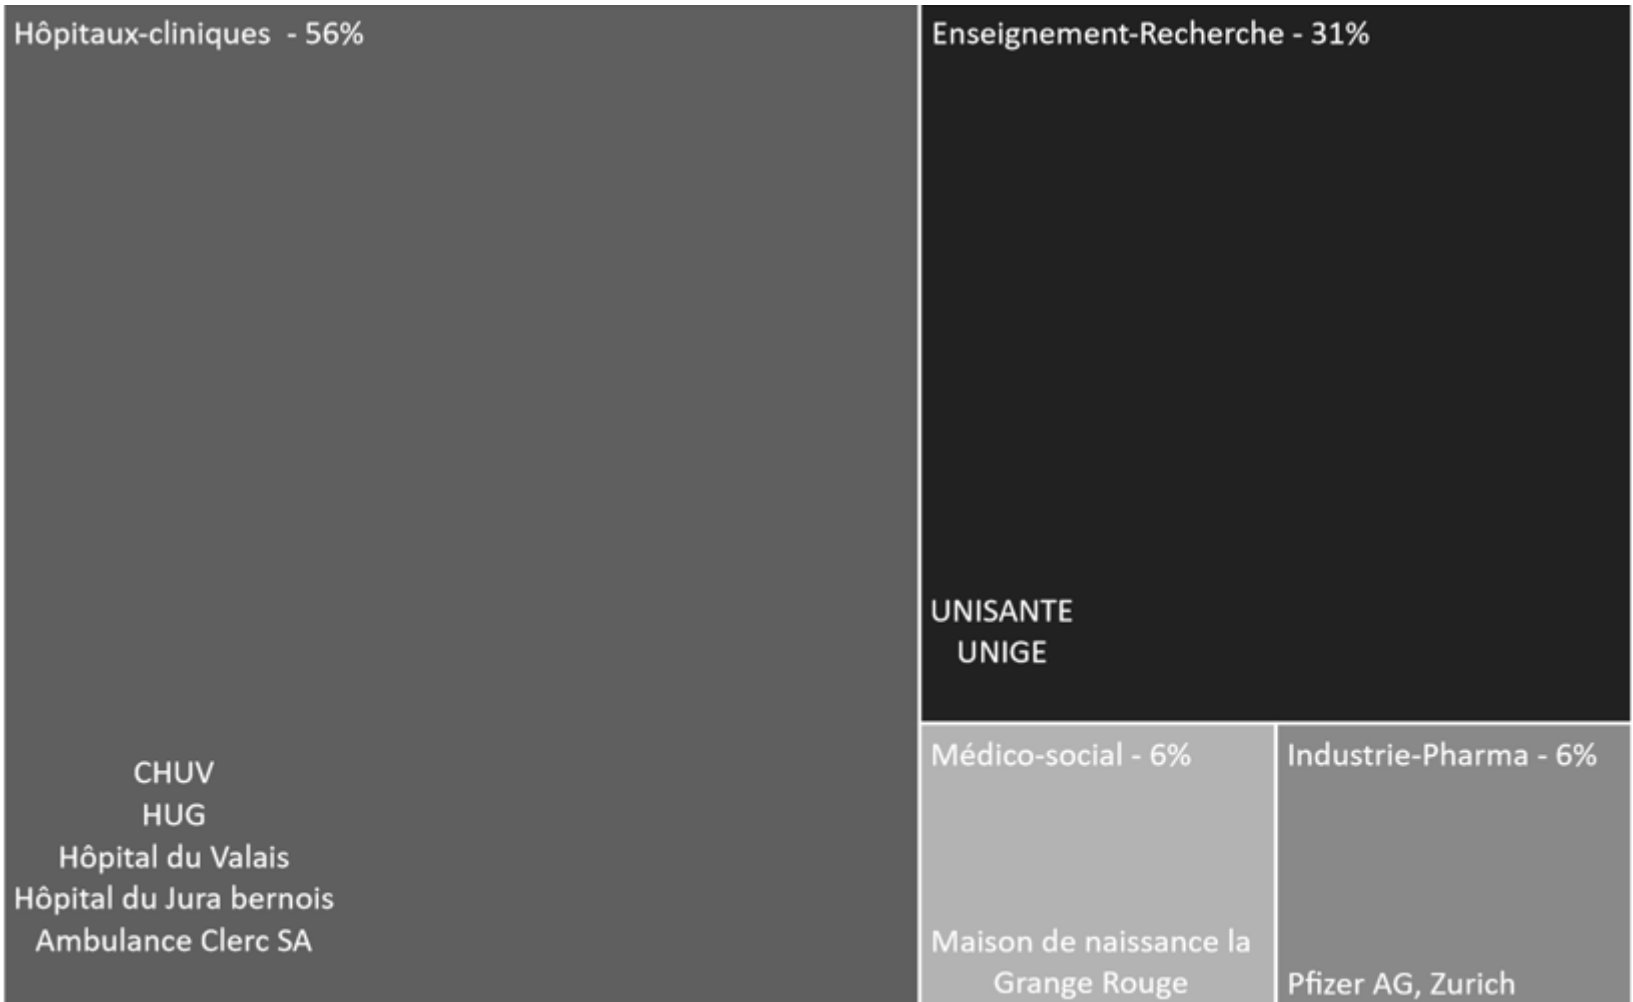 Hôpitaux-cliniques - 56%
CHUV
HUG
Hôpital du Valais
Hôpital du Jura bernois
Ambulance Clerc SA
Enseignement-Recherche - 31%
UNISANTE
UNIGE
Médico-social - 6%
Maison de naissance la
Grange Rouge
Industrie-Pharma - 6%
Pfizer AG, Zurich